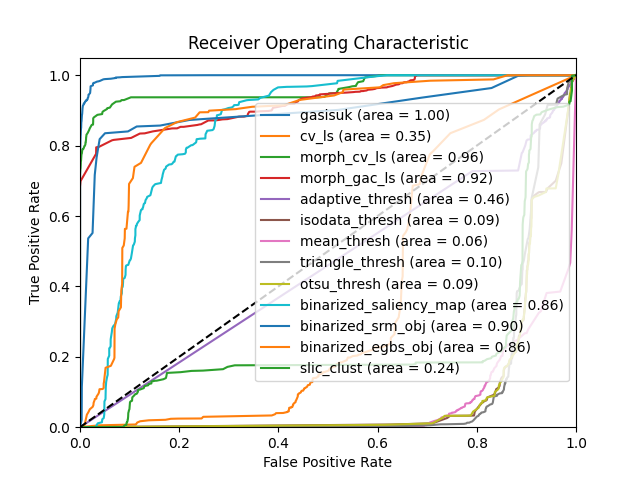 Receiver Operating Characteristic
True Positive Rate
1.0
0.8
0.6
0.4
0.2
0.0
gasisuk (area = 1.00)
cv_ls (area = 0.35)
morph_cv_ls (area = 0.96)
morph_gac_ls (area = 0.92)
adaptive_thresh (area = 0.46)
isodata_thresh (area = 0.09)
mean_thresh (area = 0.06)
triangle_thresh (area = 0.10)
otsu_thresh (area = 0.09)
binarized_saliency_map (area = 0.86)
binarized_srm_obj (area = 0.90)
binarized_egbs_obj (area = 0.86)
slic_clust (area = 0.24)
0.0 0.2 0.4 0.6 0.8 1.0
False Positive Rate